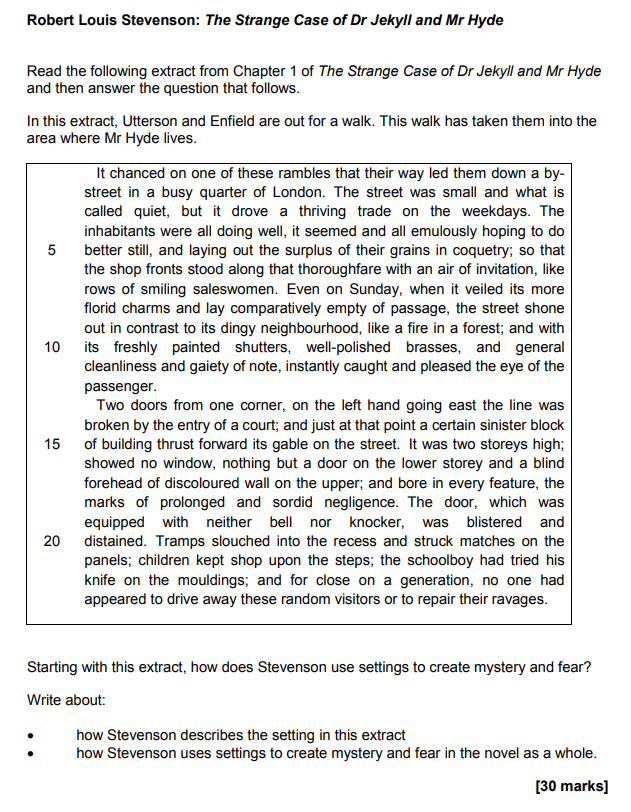 Robert Louis Stevenson: The Strange Case of Dr Jekyll and Mr Hyde
Read the following extract from Chapter 1 of The Strange Case of Dr Jekyll and Mr Hyde
and then answer the question that follows.
In this extract, Utterson and Enfield are out for a walk. This walk has taken them into the
area where Mr Hyde lives.
It chanced on one of these rambles that their way led them down a by-
street in a busy quarter of London. The street was small and what is
called quiet, but it drove a thriving trade on the weekdays. The
inhabitants were all doing well, it seemed and all emulously hoping to do
5 better still, and laying out the surplus of their grains in coquetry; so that
the shop fronts stood along that thoroughfare with an air of invitation, like
rows of smiling saleswomen. Even on Sunday, when it veiled its more
florid charms and lay comparatively empty of passage, the street shone
out in contrast to its dingy neighbourhood, like a fire in a forest; and with
10 its freshly painted shutters, well-polished brasses, and general
cleanliness and gaiety of note, instantly caught and pleased the eye of the
passenger.
Two doors from one corner, on the left hand going east the line was
broken by the entry of a court; and just at that point a certain sinister block
15 of building thrust forward its gable on the street. It was two storeys high;
showed no window, nothing but a door on the lower storey and a blind
forehead of discoloured wall on the upper; and bore in every feature, the
marks of prolonged and sordid negligence. The door, which was
equipped with neither bell nor knocker, was blistered and
20 distained. Tramps slouched into the recess and struck matches on the
panels; children kept shop upon the steps; the schoolboy had tried his
knife on the mouldings; and for close on a generation, no one had
appeared to drive away these random visitors or to repair their ravages.
Starting with this extract, how does Stevenson use settings to create mystery and fear?
Write about:
• how Stevenson describes the setting in this extract
• how Stevenson uses settings to create mystery and fear in the novel as a whole.
[30 marks]